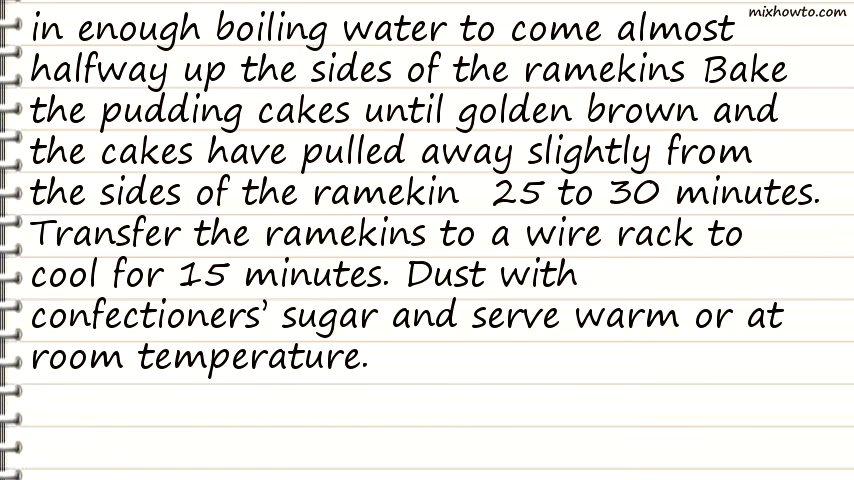 mixhowto.com
in enough boiling water to come almost
halfway up the sides of the ramekins Bake
the pudding cakes until golden brown and
the cakes have pulled away slightly from
the sides of the ramekin  25 to 30 minutes.
Transfer the ramekins to a wire rack to
cool for 15 minutes. Dust with
confectioners’ sugar and serve warm or at
room temperature.